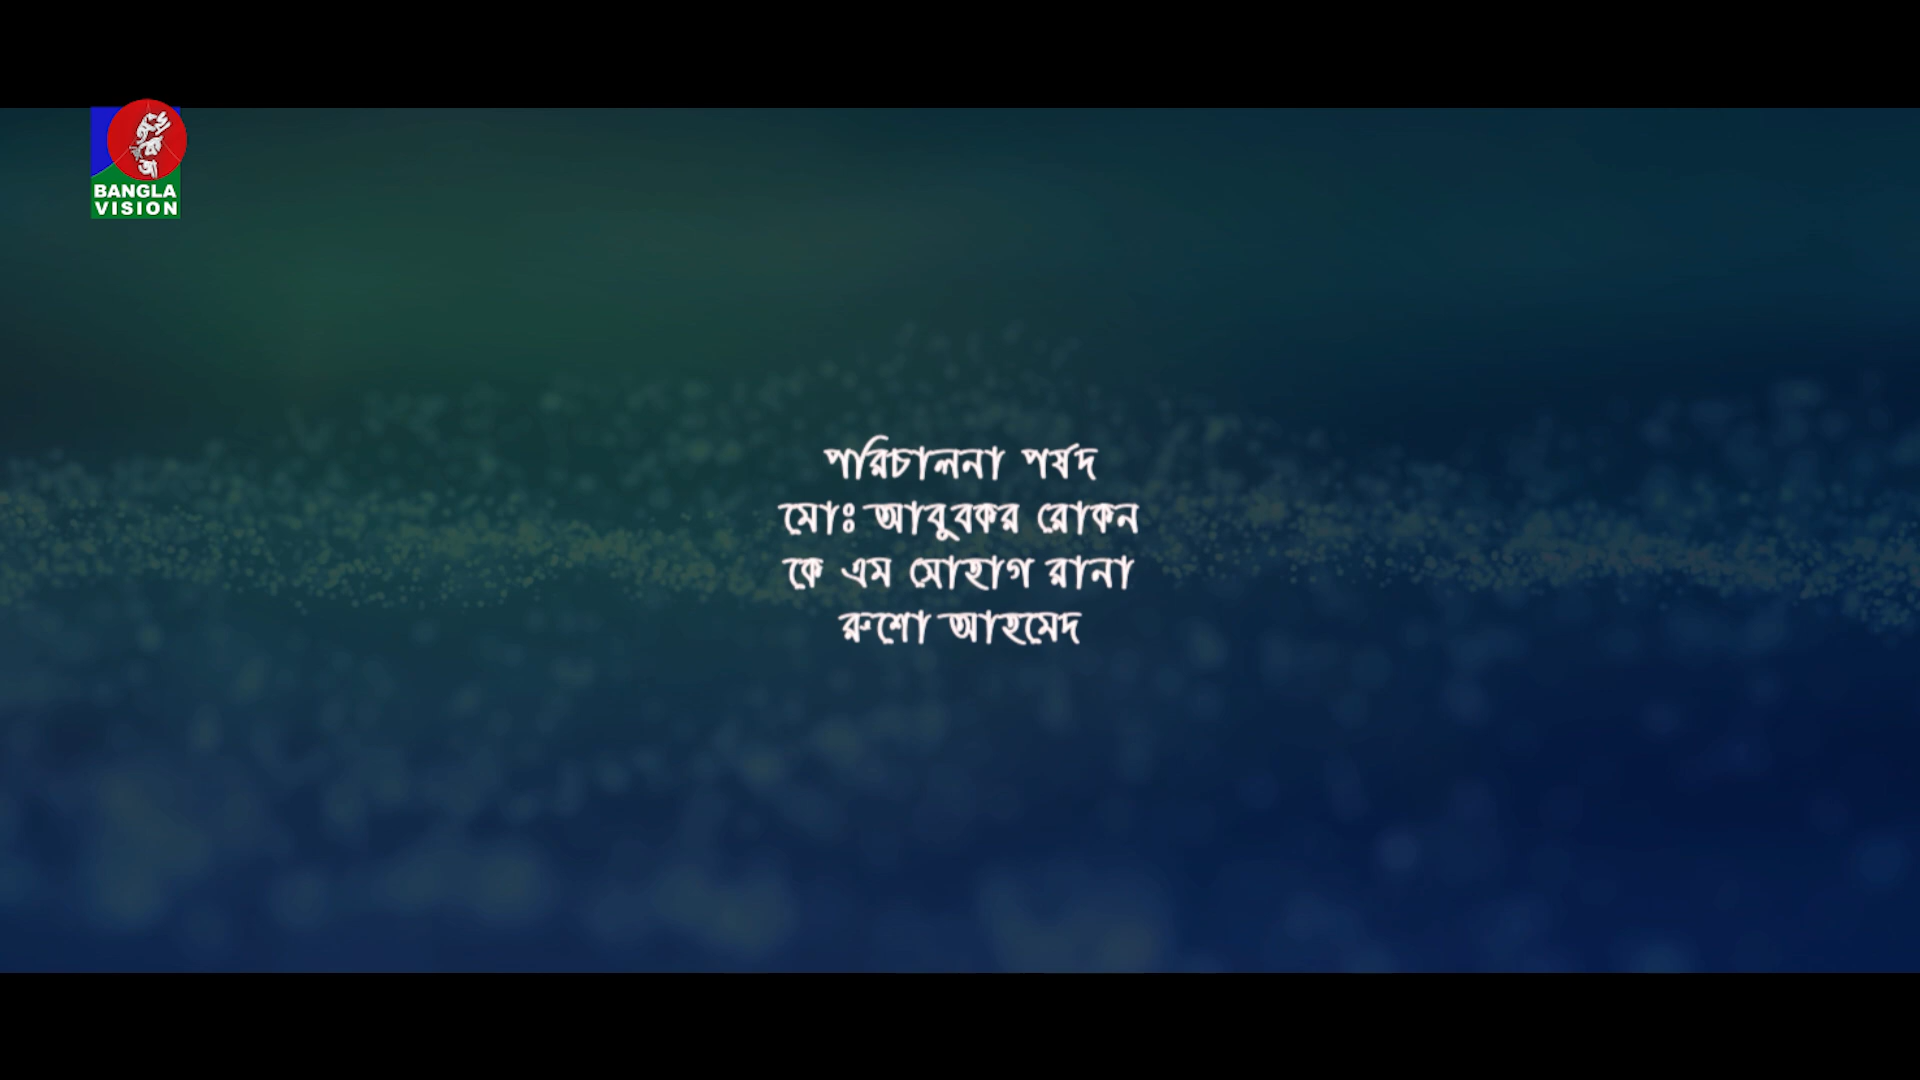 BANGLA
VISION
পরিচালনা পর্ষদ
মোঃ আবুবকর রোকন
কে এম সোহাগ রানা
রুশো আহমেদ